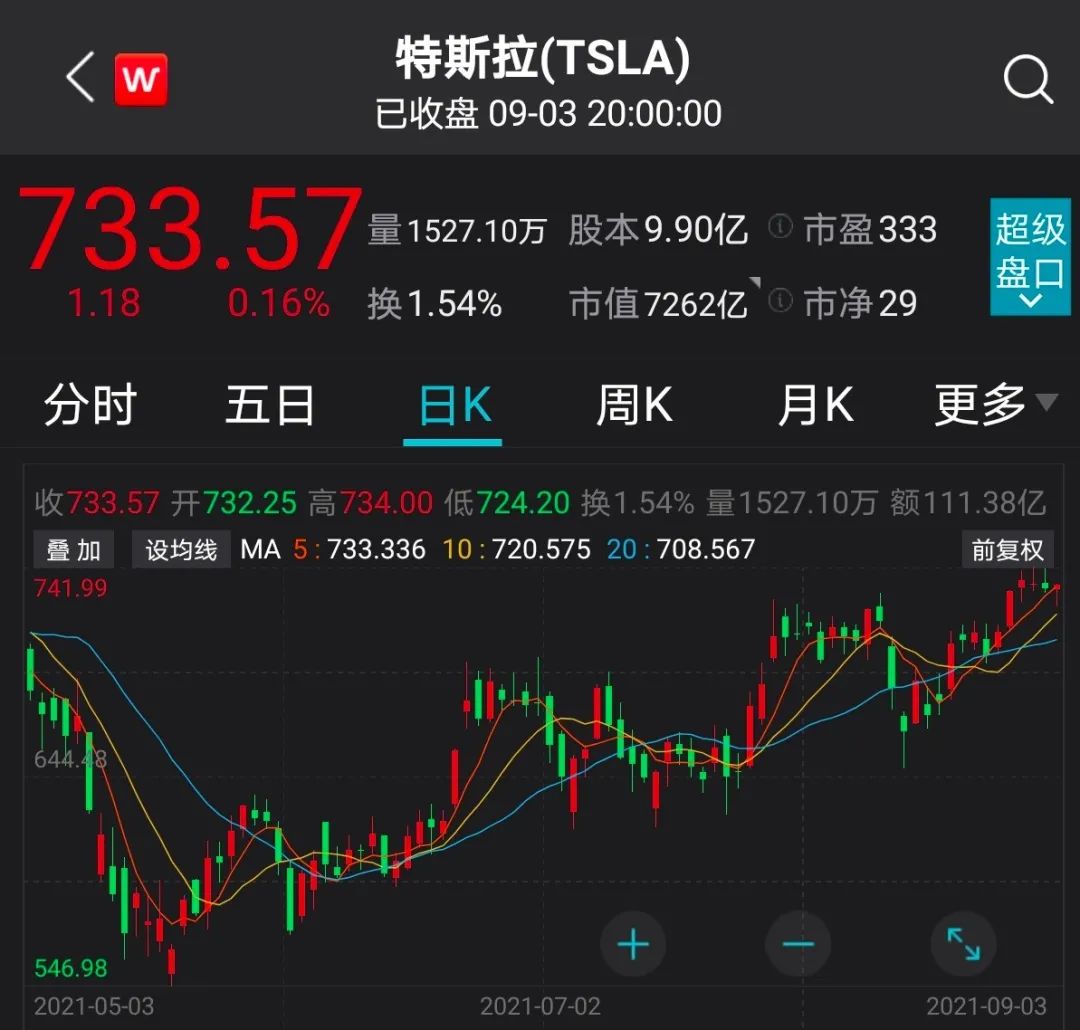 W
特斯拉(TSLA)
已收盘 09-03 20:00:00
733.57
1.18 0.16%
量1527.10万 股本9.90亿 市盈333
换1.54% 市值7262亿 市净29
超级
盘口
分时 五日 日K 周K 月K 更多
收733.57 开732.25 高734.00 低724.20 换1.54% 量1527.10万 额111.38亿
叠加 设均线 MA 5:733.336 10:720.575 20:708.567 前复权
741.99
644.48
546.98
2021-05-03 2021-07-02 2021-09-03